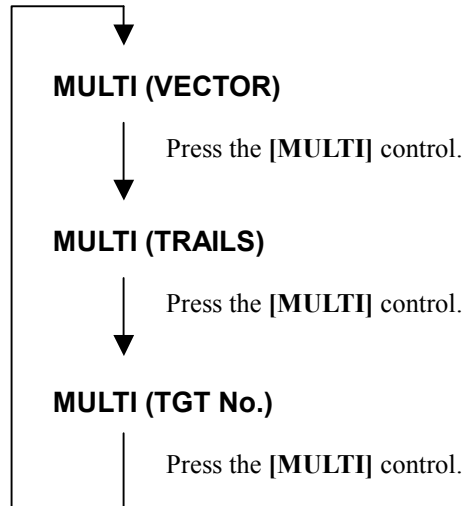 MULTI (VECTOR)
Press the [MULTI] control.
MULTI (TRAILS)
Press the [MULTI] control.
MULTI (TGT No.)
Press the [MULTI] control.